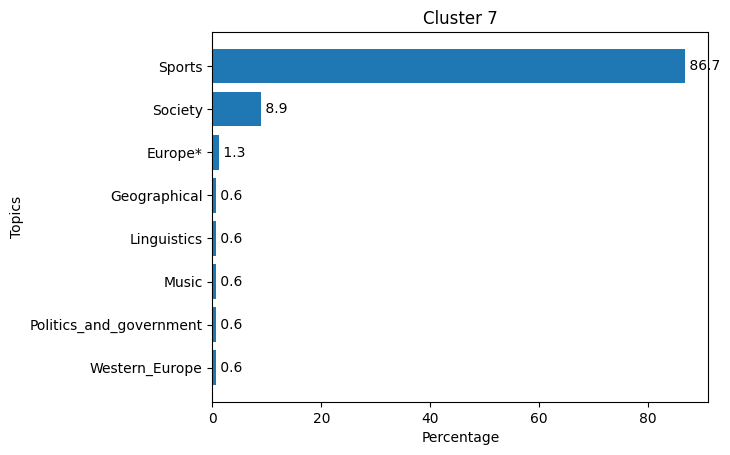 Cluster 7
Topics
Sports 86.7
Society 8.9
Europe* 1.3
Geographical 0.6
Linguistics 0.6
Music 0.6
Politics_and_government 0.6
Western_Europe 0.6
0 20 40 60 80
Percentage